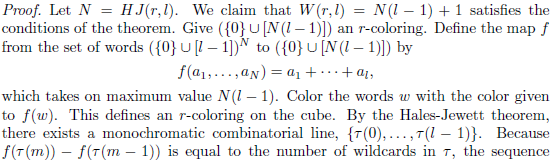 Proof. Let N = HJ(r, l). We claim that W(r, l) = N(l − 1) + 1 satisfies the
conditions of the theorem. Give ({0} ∪ [N(l − 1)]) an r-coloring. Define the map f
from the set of words ({0} ∪ [l − 1])^N to ({0} ∪ [N(l − 1)]) by
f(a₁, . . . , a_N) = a₁ + · · · + a_l,
which takes on maximum value N(l − 1). Color the words w with the color given
to f(w). This defines an r-coloring on the cube. By the Hales-Jewett theorem,
there exists a monochromatic combinatorial line, {τ(0), . . . , τ(l − 1)}. Because
f(τ(m)) − f(τ(m − 1)) is equal to the number of wildcards in τ, the sequence